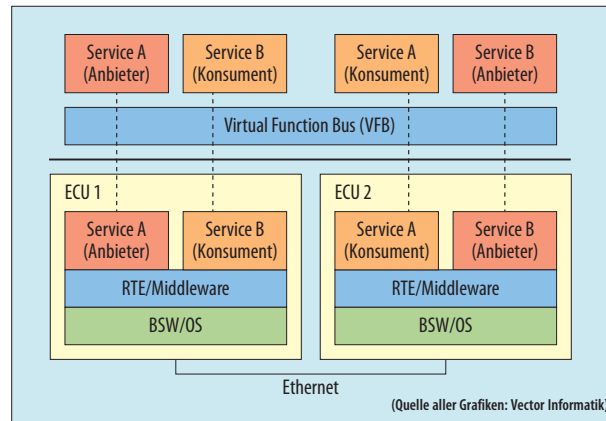 Service A
(Anbieter)
Service B
(Konsument)
Service A
(Konsument)
Service B
(Anbieter)
Virtual Function Bus (VFB)
ECU 1
Service A
(Anbieter)
Service B
(Konsument)
RTE/Middleware
BSW/OS
ECU 2
Service A
(Konsument)
Service B
(Anbieter)
RTE/Middleware
BSW/OS
Ethernet
(Quelle aller Grafiken: Vector Informatik)